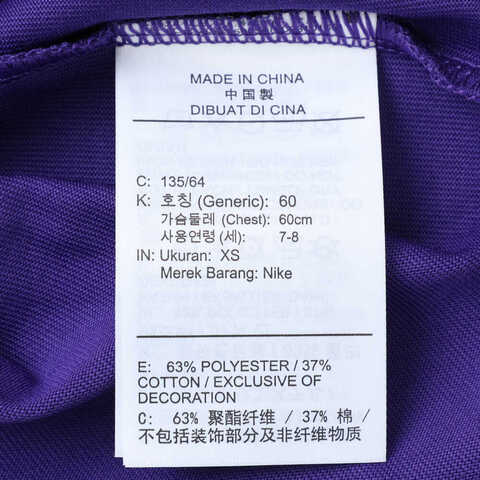 MADE IN CHINA
中国製
DIBUAT DI CINA
C: 135/64
K: 호칭 (Generic): 60
가슴둘레 (Chest): 60cm
사용연령 (세): 7-8
IN: Ukuran: XS
Merek Barang: Nike
E: 63% POLYESTER / 37%
COTTON / EXCLUSIVE OF
DECORATION
C: 63% 聚酯纤维 / 37% 棉 /
不包括装饰部分及非纤维物质